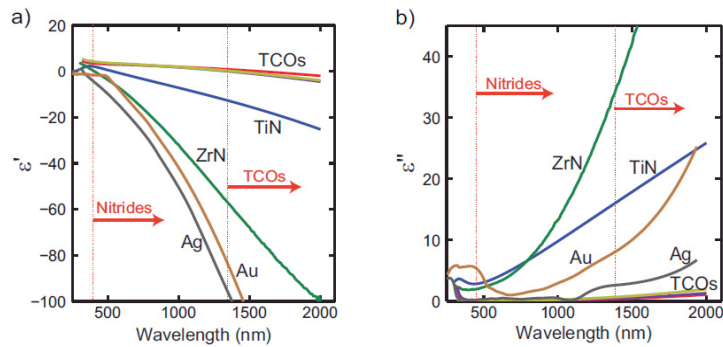 a)
b)
20
0
−20
−40
−60
−80
−100
ε'
TCOs
TiN
ZrN
TCOs
Nitrides
Ag
Au
500
1000
1500
2000
Wavelength (nm)
40
30
20
10
0
ε''
Nitrides
TCOs
ZrN
TiN
Au
Ag
TCOs
500
1000
1500
2000
Wavelength (nm)